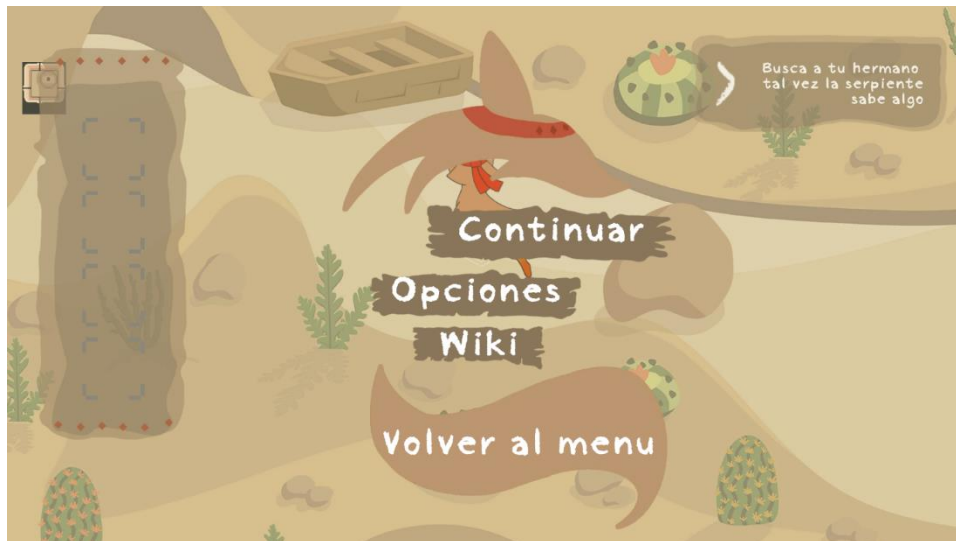 Busca a tu hermano
tal vez la serpiente
sabe algo
Continuar
Opciones
Wiki
Volver al menu